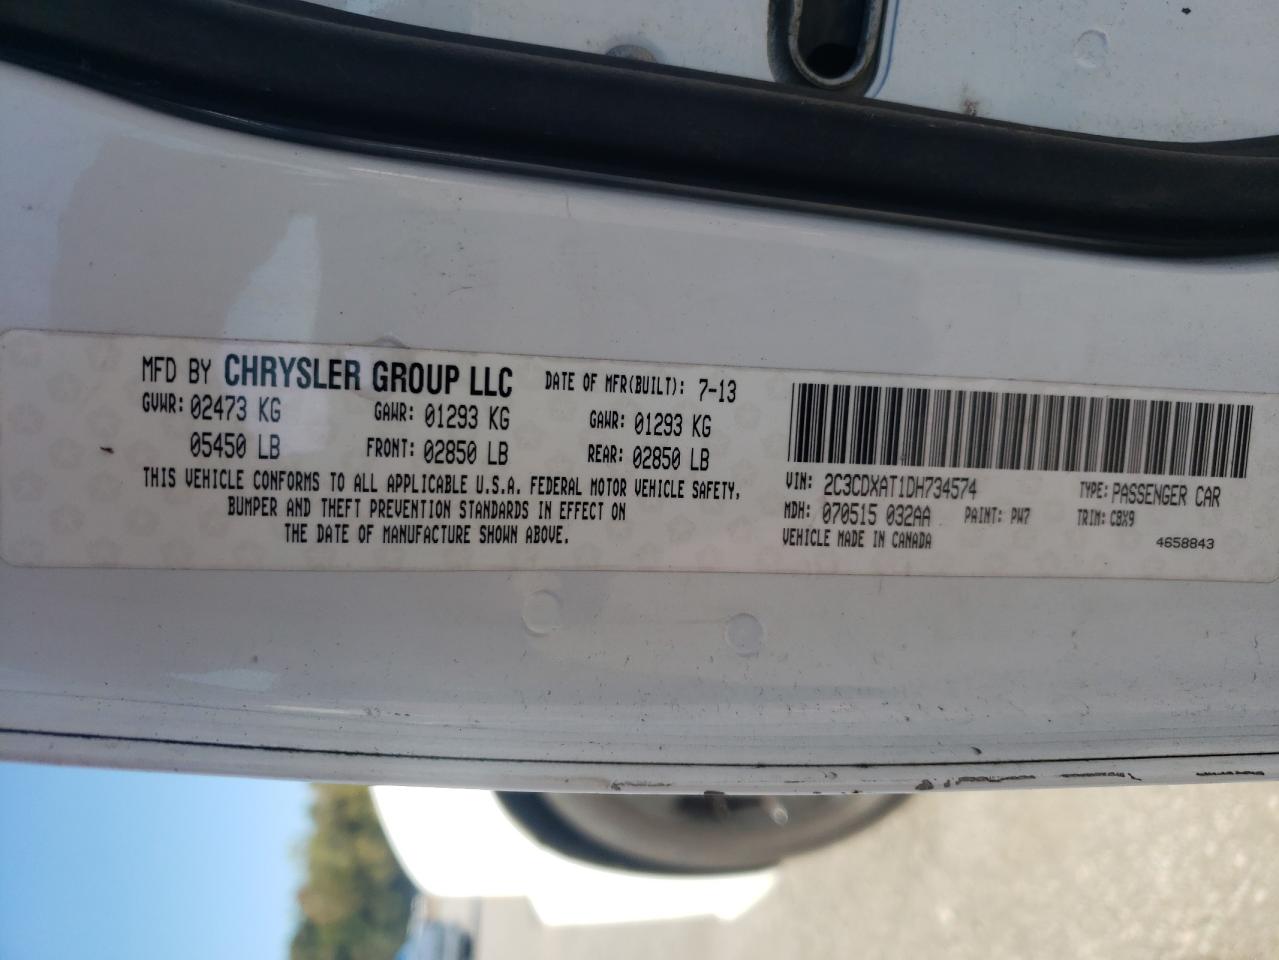 MFD BY CHRYSLER GROUP LLC DATE OF MFR(BUILT): 7-13
GVWR: 02473 KG GAWR: 01293 KG GAWR: 01293 KG
05450 LB FRONT: 02850 LB REAR: 02850 LB
THIS VEHICLE CONFORMS TO ALL APPLICABLE U.S.A. FEDERAL MOTOR VEHICLE SAFETY,
BUMPER AND THEFT PREVENTION STANDARDS IN EFFECT ON
THE DATE OF MANUFACTURE SHOWN ABOVE.
VIN: 2C3CDXAT1DH734574 TYPE: PASSENGER CAR
MDH: 070515 032AA PAINT: PW7 TRIM: CBX9
VEHICLE MADE IN CANADA 4658843